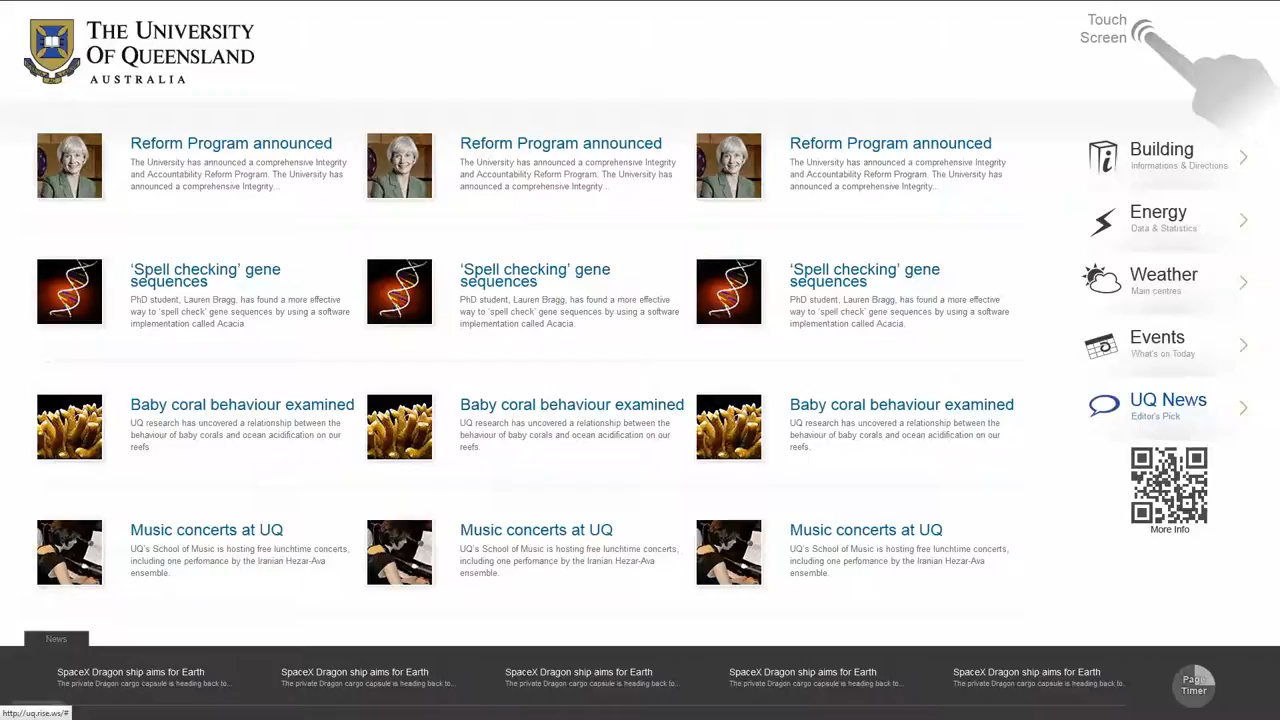 THE UNIVERSITY
OF QUEENSLAND
AUSTRALIA
Touch
Screen
Reform Program announced
The University has announced a comprehensive Integrity
and Accountability Reform Program. The University has
announced a comprehensive Integrity...
Reform Program announced
The University has announced a comprehensive Integrity
and Accountability Reform Program. The University has
announced a comprehensive Integrity...
Reform Program announced
The University has announced a comprehensive Integrity
and Accountability Reform Program. The University has
announced a comprehensive Integrity...
‘Spell checking’ gene
sequences
PhD student, Lauren Bragg, has found a more effective
way to ‘spell check’ gene sequences by using a software
implementation called Acacia.
‘Spell checking’ gene
sequences
PhD student, Lauren Bragg, has found a more effective
way to ‘spell check’ gene sequences by using a software
implementation called Acacia.
‘Spell checking’ gene
sequences
PhD student, Lauren Bragg, has found a more effective
way to ‘spell check’ gene sequences by using a software
implementation called Acacia.
Baby coral behaviour examined
UQ research has uncovered a relationship between the
behaviour of baby corals and ocean acidification on our
reefs
Baby coral behaviour examined
UQ research has uncovered a relationship between the
behaviour of baby corals and ocean acidification on our
reefs.
Baby coral behaviour examined
UQ research has uncovered a relationship between the
behaviour of baby corals and ocean acidification on our
reefs.
Music concerts at UQ
UQ’s School of Music is hosting free lunchtime concerts,
including one perfomance by the Iranian Hezar-Ava
ensemble.
Music concerts at UQ
UQ’s School of Music is hosting free lunchtime concerts,
including one perfomance by the Iranian Hezar-Ava
ensemble.
Music concerts at UQ
UQ’s School of Music is hosting free lunchtime concerts,
including one perfomance by the Iranian Hezar-Ava
ensemble.
Building
Informations & Directions
Energy
Data & Statistics
Weather
Main centres
Events
What's on Today
UQ News
Editor's Pick
More Info
News
SpaceX Dragon ship aims for Earth
The private Dragon cargo capsule is heading back to...
SpaceX Dragon ship aims for Earth
The private Dragon cargo capsule is heading back to...
SpaceX Dragon ship aims for Earth
The private Dragon cargo capsule is heading back to...
SpaceX Dragon ship aims for Earth
The private Dragon cargo capsule is heading back to...
SpaceX Dragon ship aims for Earth
The private Dragon cargo capsule is heading back to...
Page
Timer
http://uq.rise.ws/#